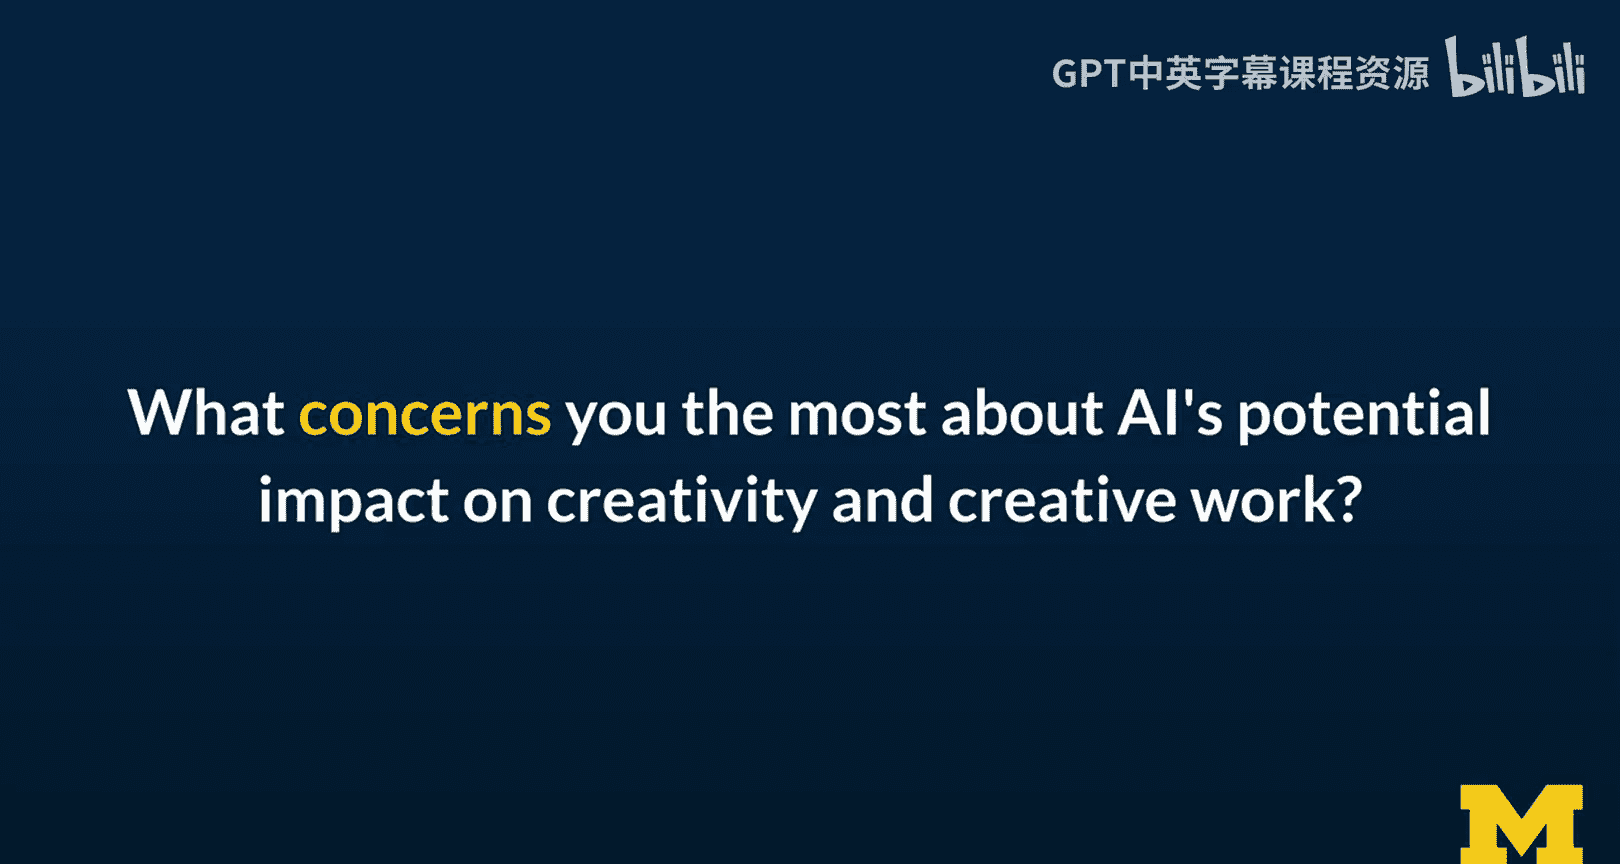 GPT中英字幕课程资源 bilibili
What concerns you the most about AI's potential
impact on creativity and creative work?
M